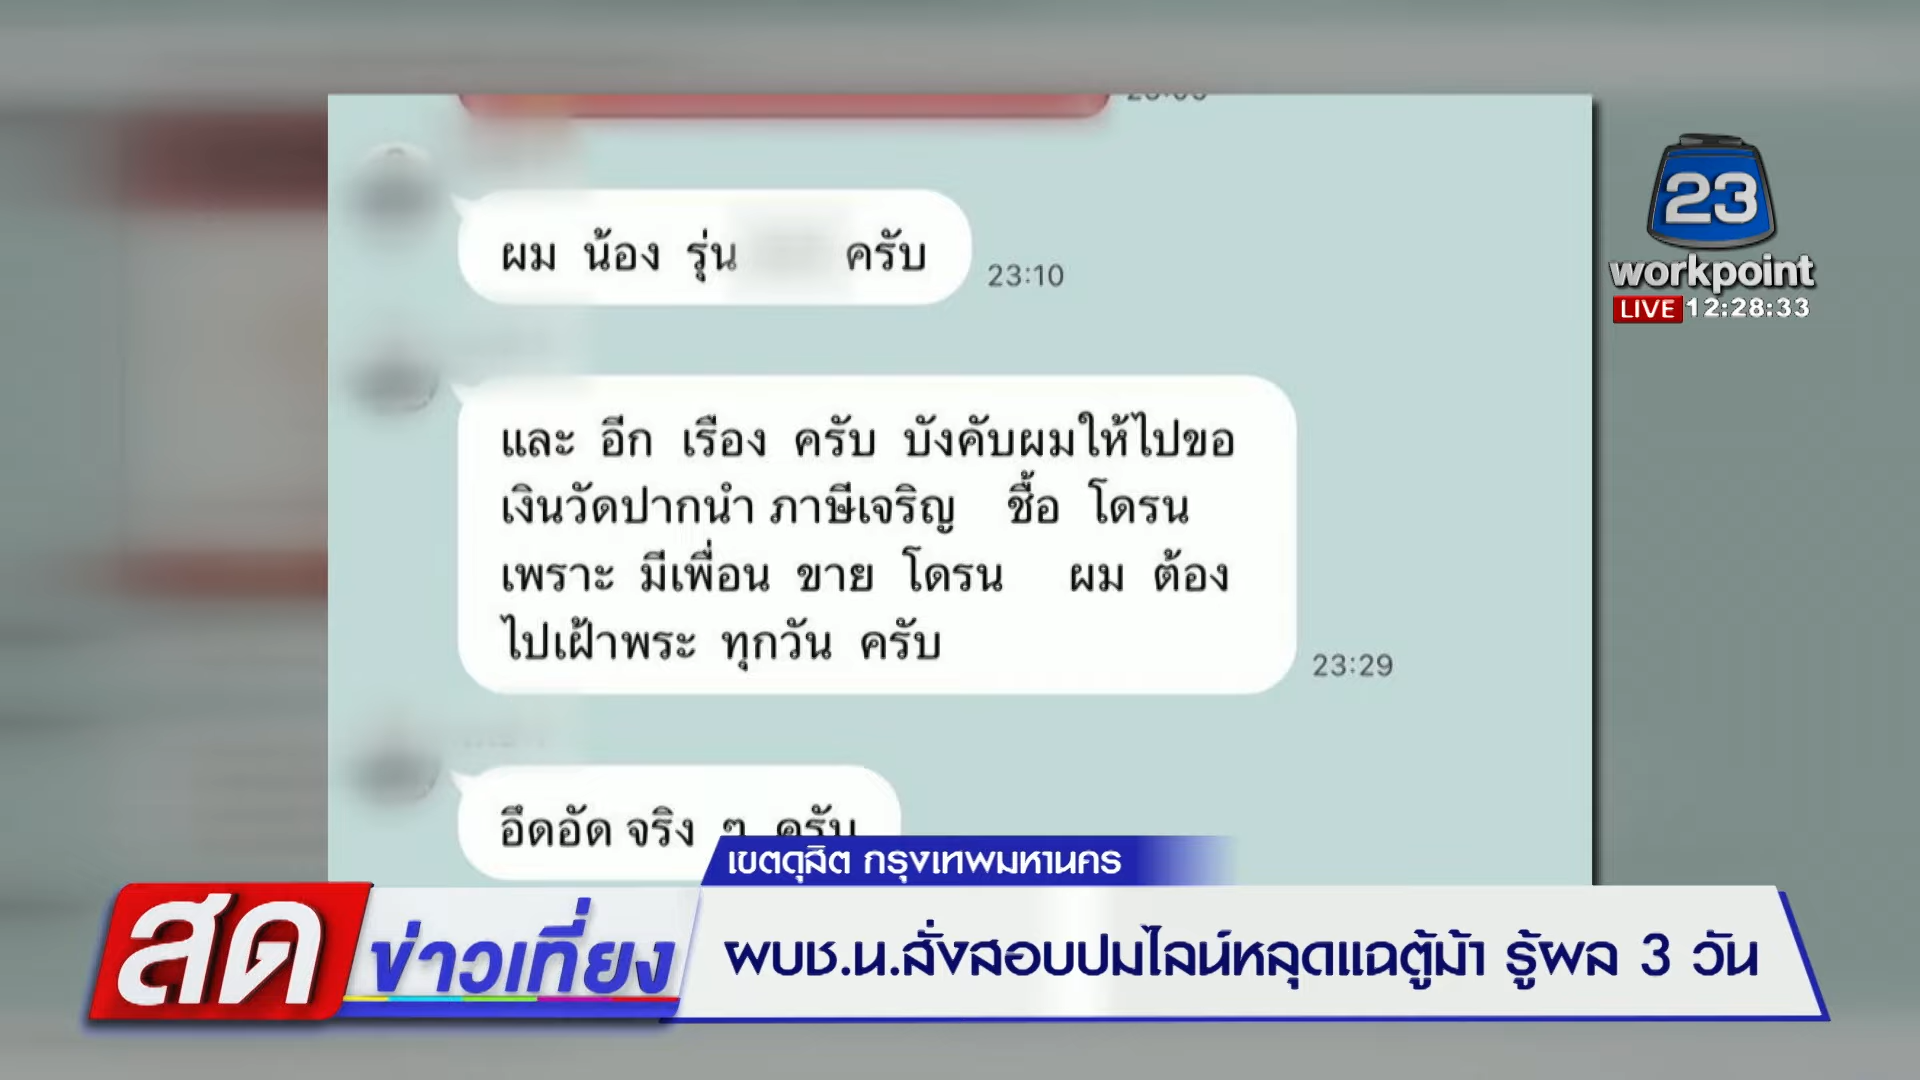 ผม น้อง รุ่น ครับ
23:10
23
workpoint
LIVE 12:28:33
และ อีก เรือง ครับ บังคับผมให้ไปขอ
เงินวัดปากนำ ภาษีเจริญ ชื้อ โดรน
เพราะ มีเพื่อน ขาย โดรน ผม ต้อง
ไปเฝ้าพระ ทุกวัน ครับ
23:29
อึดอัด จริง ๆ ครับ
เขตดุสิต กรุงเทพมหานคร
สด ข่าวเที่ยง
ผบช.น.สั่งสอบปมไลน์หลุดแฉตู้ม้า รู้ผล 3 วัน